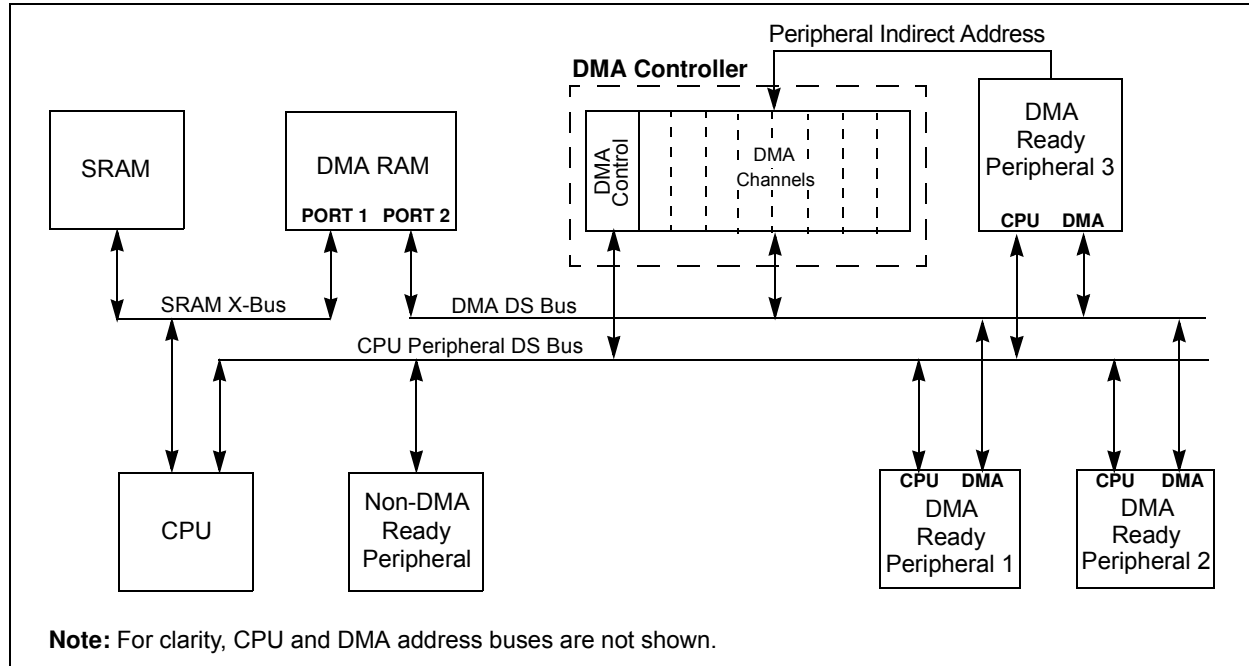 Peripheral Indirect Address
DMA Controller
SRAM
DMA RAM
PORT 1 PORT 2
DMA
Control
DMA
Channels
DMA
Ready
Peripheral 3
CPU DMA
SRAM X-Bus
DMA DS Bus
CPU Peripheral DS Bus
CPU
Non-DMA
Ready
Peripheral
CPU DMA
DMA
Ready
Peripheral 1
CPU DMA
DMA
Ready
Peripheral 2
Note: For clarity, CPU and DMA address buses are not shown.